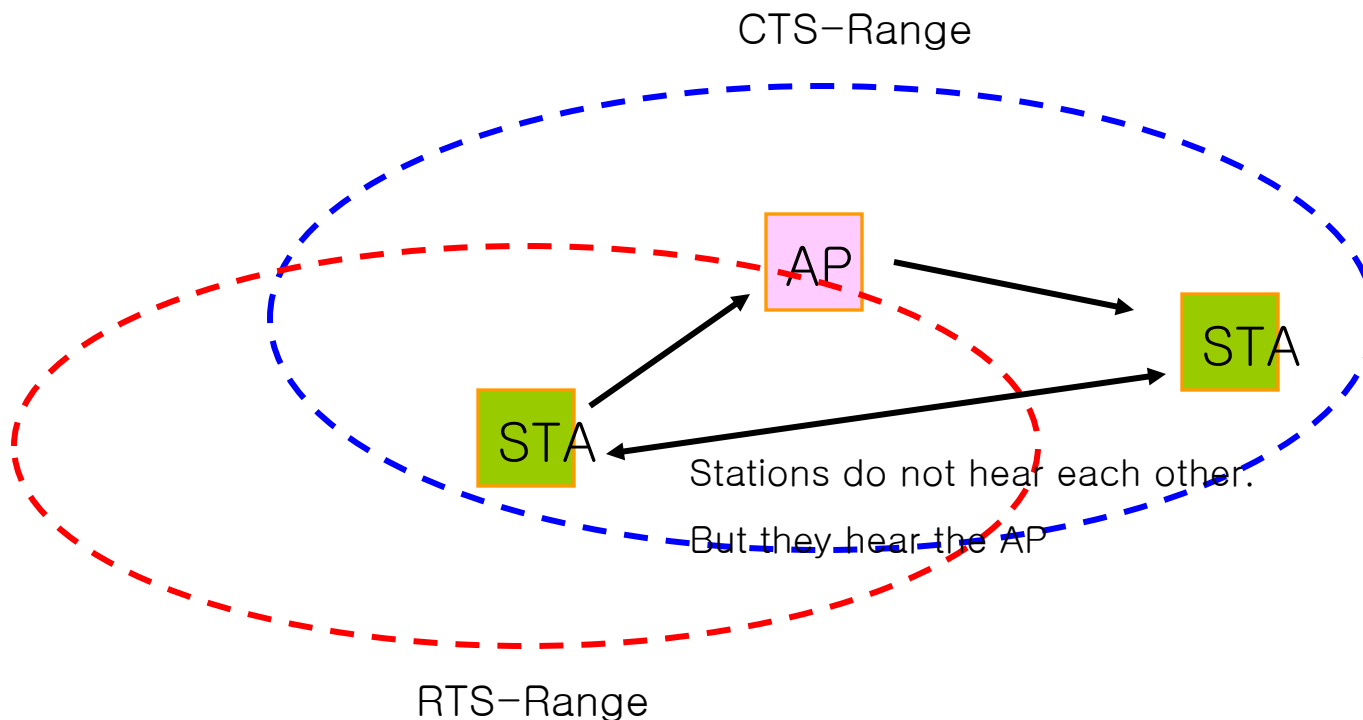 CTS-Range
AP
STA
STA
Stations do not hear each other.
But they hear the AP
RTS-Range